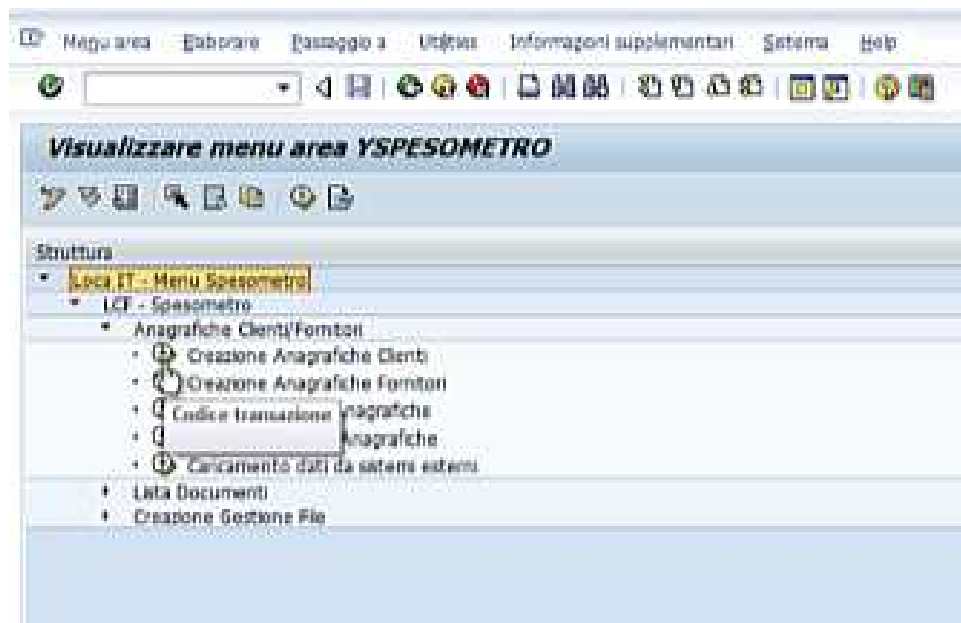 Menu area Elaborare Passaggio a Utilities Informazioni supplementari Sistema Help
Visualizzare menu area YSPESOMETRO
Struttura
Loca IT - Menu Spesometro
LCF - Spesometro
Anagrafiche Clienti/Fornitori
Creazione Anagrafiche Clienti
Creazione Anagrafiche Fornitori
Codice transazione Anagrafiche
Anagrafiche
Caricamento dati da sistemi esterni
Lista Documenti
Creazione Gestione File